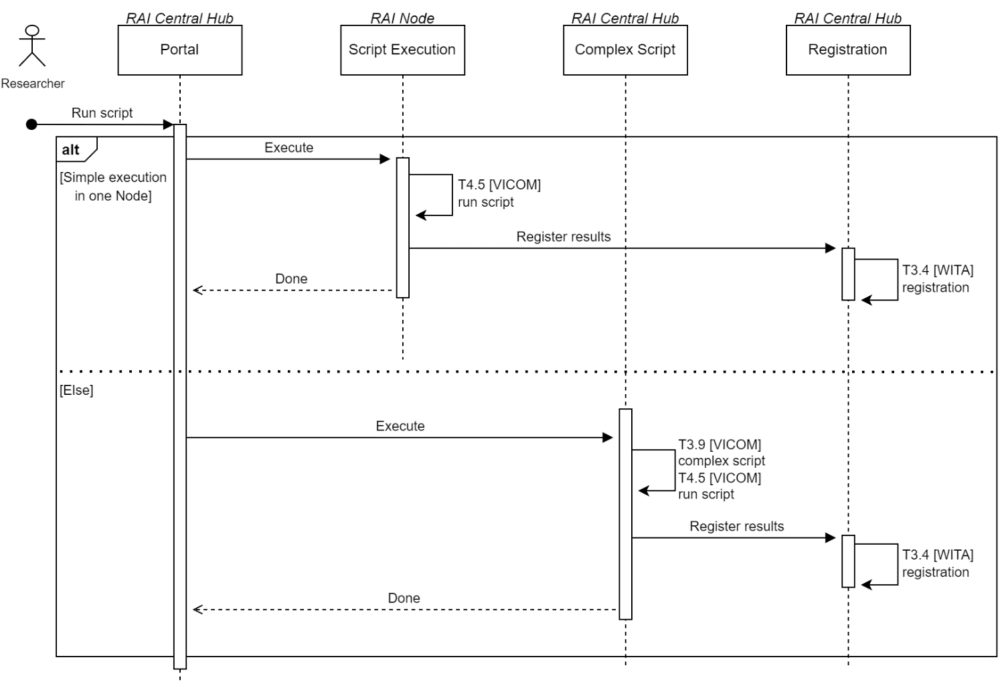 RAI Central Hub
RAI Node
RAI Central Hub
RAI Central Hub
Portal
Script Execution
Complex Script
Registration
Researcher
Run script
alt
Execute
[Simple execution
in one Node]
T4.5 [VICOM]
run script
Register results
T3.4 [WITA]
registration
Done
[Else]
Execute
T3.9 [VICOM]
complex script
T4.5 [VICOM]
run script
Register results
T3.4 [WITA]
registration
Done